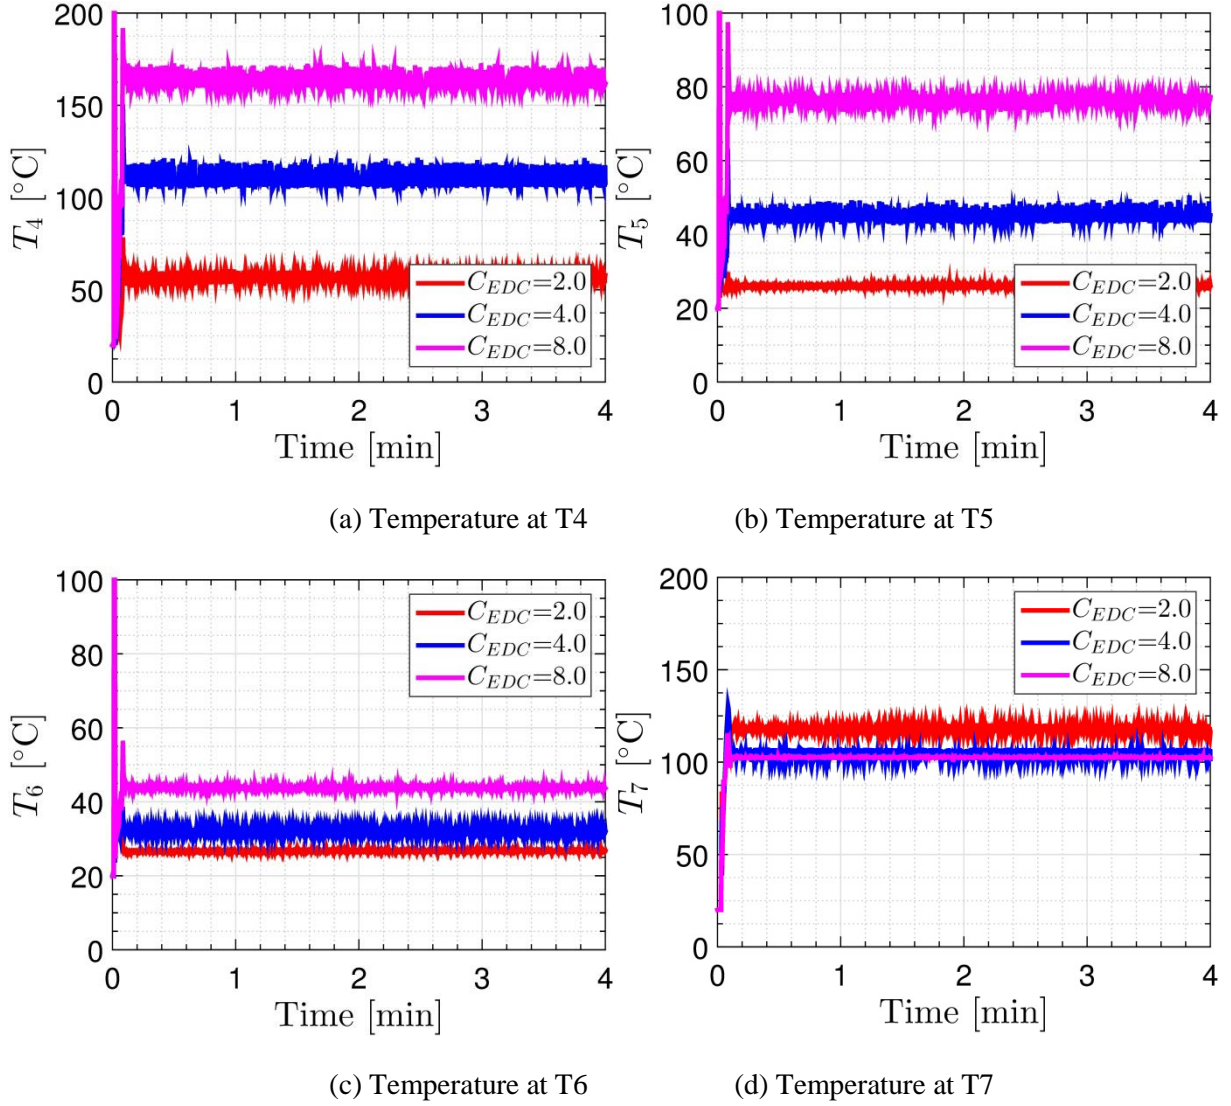 200
150
100
50
0
T4 [°C]
C_EDC=2.0
C_EDC=4.0
C_EDC=8.0
0 1 2 3 4
Time [min]
100
80
60
40
20
0
T5 [°C]
C_EDC=2.0
C_EDC=4.0
C_EDC=8.0
0 1 2 3 4
Time [min]
(a) Temperature at T4
(b) Temperature at T5
100
80
60
40
20
0
T6 [°C]
C_EDC=2.0
C_EDC=4.0
C_EDC=8.0
0 1 2 3 4
Time [min]
200
150
100
50
0
T7 [°C]
C_EDC=2.0
C_EDC=4.0
C_EDC=8.0
0 1 2 3 4
Time [min]
(c) Temperature at T6
(d) Temperature at T7